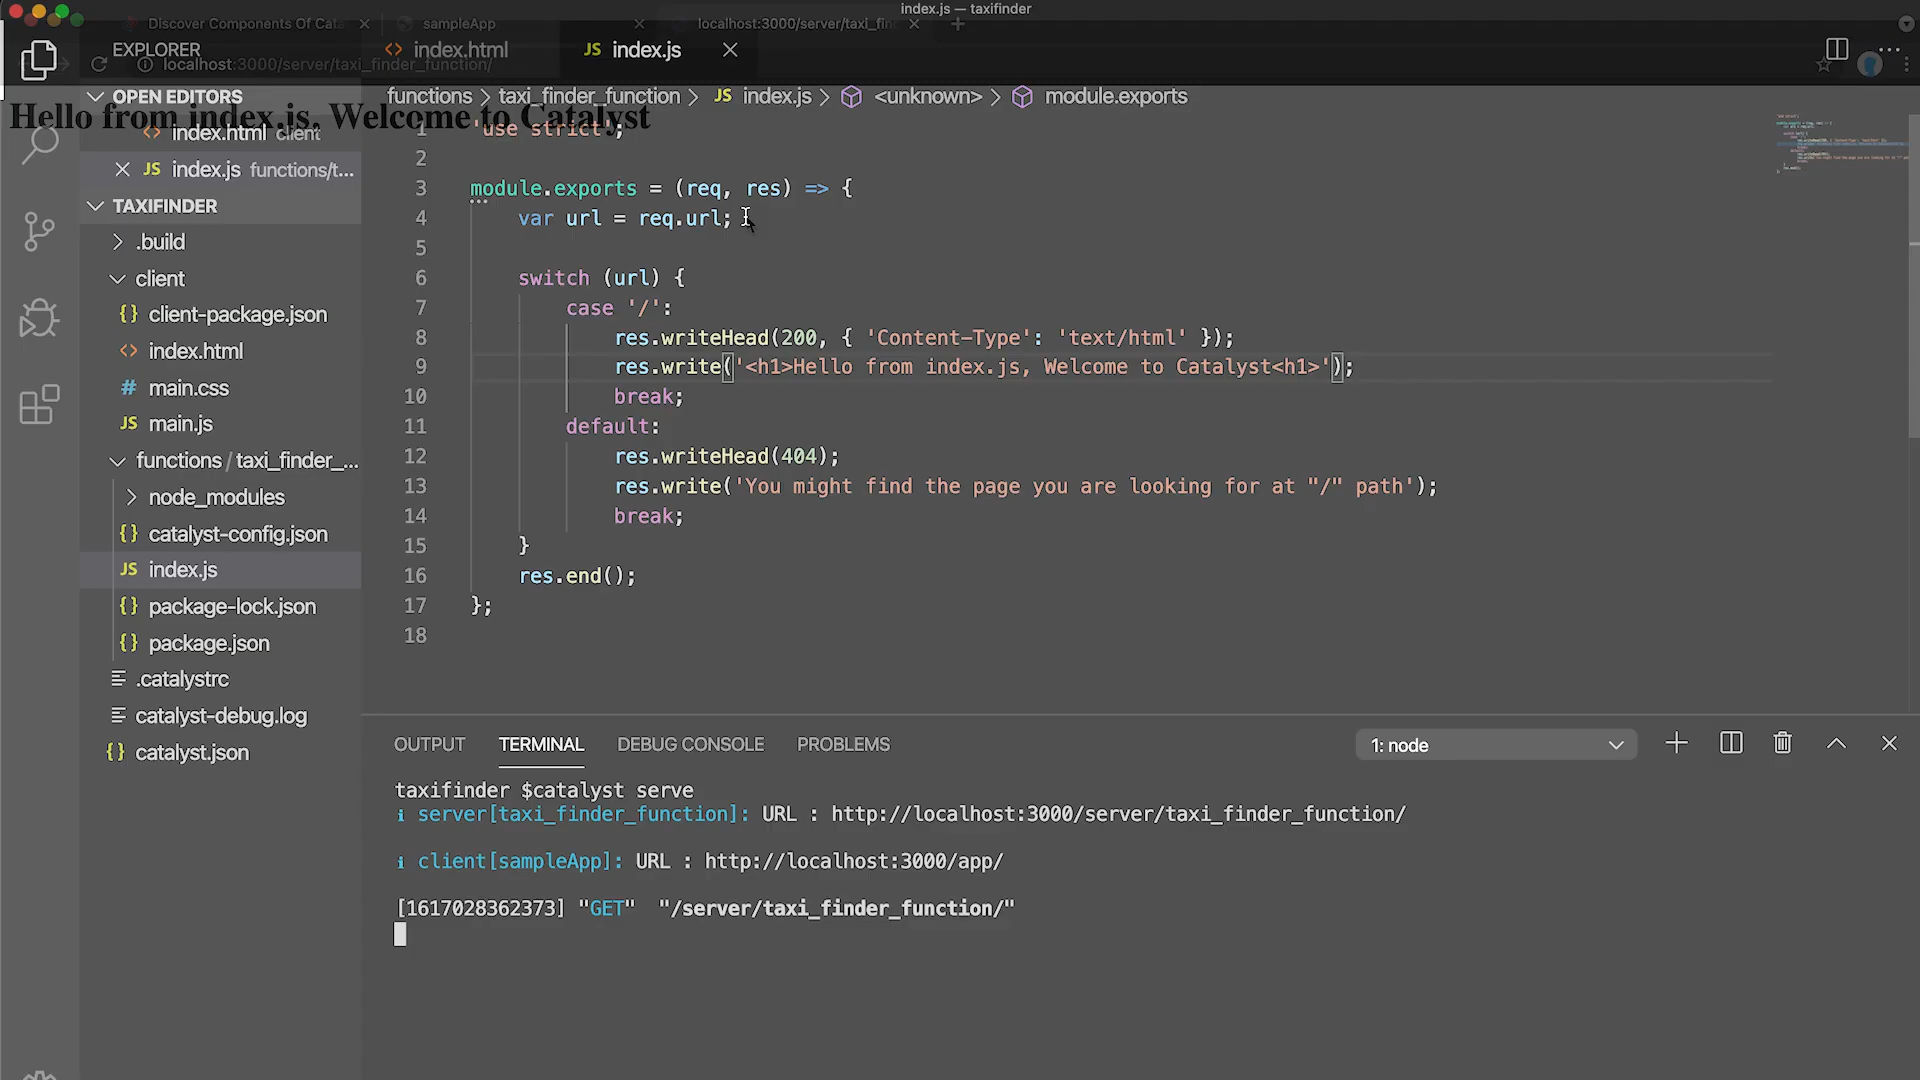 index.js — taxifinder
Discover Components Of Cata
sampleApp
localhost:3000/server/taxi_fin
EXPLORER
index.html
JS index.js
localhost:3000/server/taxi_finder_function/
OPEN EDITORS
functions > taxi_finder_function > JS index.js > <unknown> > module.exports
Hello from index.js, Welcome to Catalyst
index.html client
JS index.js functions/t...
TAXIFINDER
.build
client
client-package.json
index.html
# main.css
JS main.js
functions / taxi_finder_...
node_modules
catalyst-config.json
JS index.js
package-lock.json
package.json
.catalystrc
catalyst-debug.log
catalyst.json
1 'use strict';
2
3 module.exports = (req, res) => {
4 var url = req.url;
5
6 switch (url) {
7 case '/':
8 res.writeHead(200, { 'Content-Type': 'text/html' });
9 res.write('<h1>Hello from index.js, Welcome to Catalyst<h1>');
10 break;
11 default:
12 res.writeHead(404);
13 res.write('You might find the page you are looking for at "/" path');
14 break;
15 }
16 res.end();
17 };
18
OUTPUT TERMINAL DEBUG CONSOLE PROBLEMS
1: node
taxifinder $catalyst serve
i server[taxi_finder_function]: URL : http://localhost:3000/server/taxi_finder_function/
i client[sampleApp]: URL : http://localhost:3000/app/
[1617028362373] "GET" "/server/taxi_finder_function/"